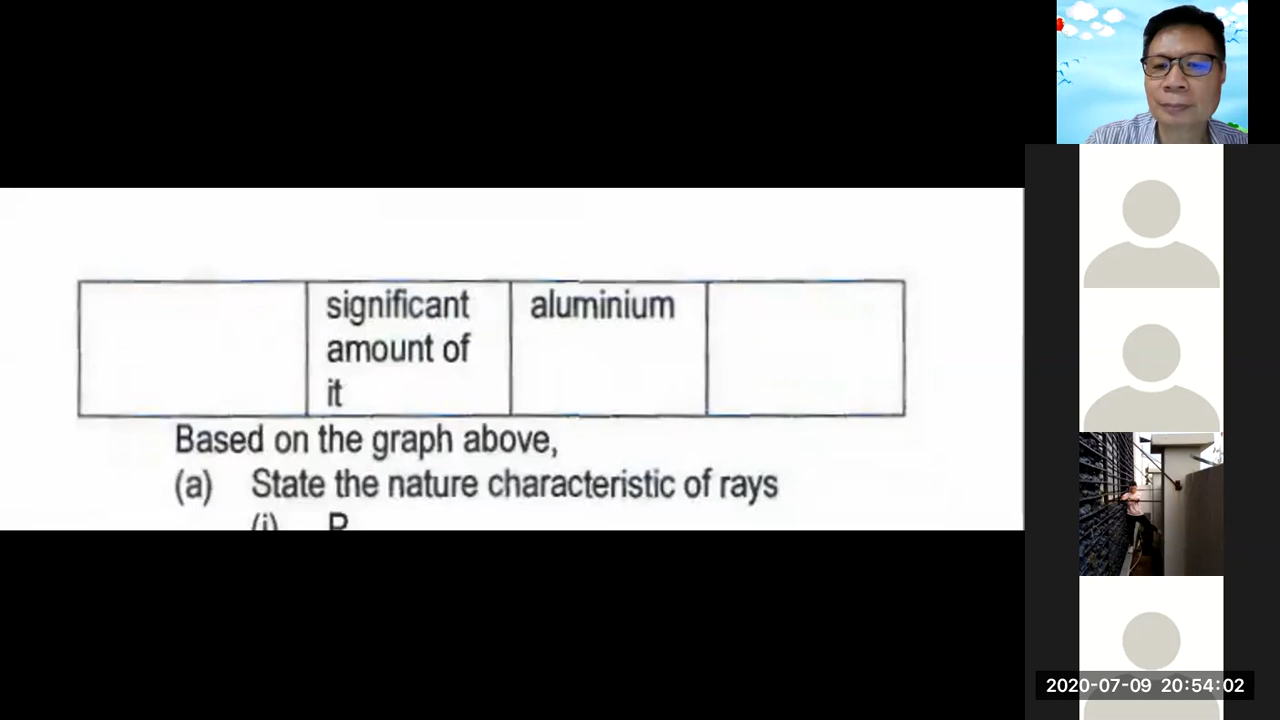 significant
amount of
it
aluminium
Based on the graph above,
(a) State the nature characteristic of rays
(i) P
2020-07-09 20:54:02